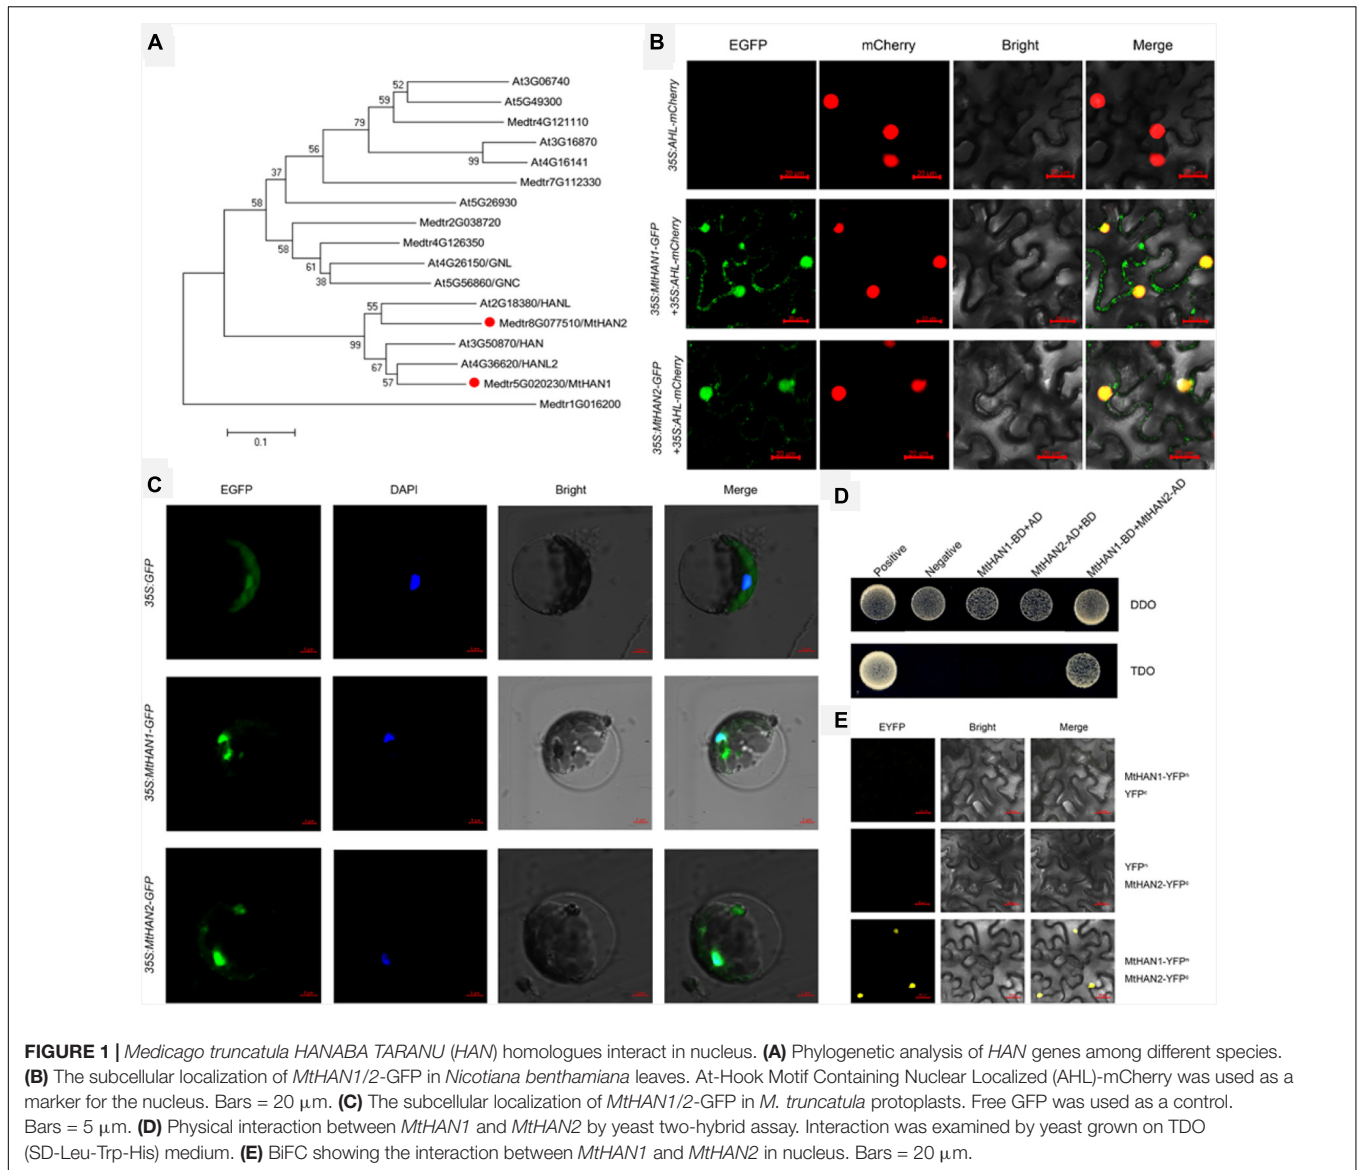 A
52
At3G06740
59
At5G49300
79
Medtr4G121110
56
At3G16870
99
At4G16141
37
Medtr7G112330
58
At5G26930
Medtr2G038720
58
Medtr4G126350
61
At4G26150/GNL
38
At5G56860/GNC
55
At2G18380/HANL
Medtr8G077510/MtHAN2
99
At3G50870/HAN
67
At4G36620/HANL2
57
Medtr5G020230/MtHAN1
Medtr1G016200
0.1
B
EGFP mCherry Bright Merge
35S:AHL-mCherry
20 μm 20 μm
35S:MtHAN1-GFP
+35S:AHL-mCherry
35S:MtHAN2-GFP
+35S:AHL-mCherry
20 μm 20 μm 20 μm
C
EGFP DAPI Bright Merge
35S:GFP
35S:MtHAN1-GFP
35S:MtHAN2-GFP
D
Positive
Negative
MtHAN1-BD+AD
MtHAN2-AD+BD
MtHAN1-BD+MtHAN2-AD
DDO
TDO
E
EYFP Bright Merge
MtHAN1-YFPⁿ
YFPᶜ
YFPⁿ
MtHAN2-YFPᶜ
MtHAN1-YFPⁿ
MtHAN2-YFPᶜ
FIGURE 1 | Medicago truncatula HANABA TARANU (HAN) homologues interact in nucleus. (A) Phylogenetic analysis of HAN genes among different species.
(B) The subcellular localization of MtHAN1/2-GFP in Nicotiana benthamiana leaves. At-Hook Motif Containing Nuclear Localized (AHL)-mCherry was used as a
marker for the nucleus. Bars = 20 μm. (C) The subcellular localization of MtHAN1/2-GFP in M. truncatula protoplasts. Free GFP was used as a control.
Bars = 5 μm. (D) Physical interaction between MtHAN1 and MtHAN2 by yeast two-hybrid assay. Interaction was examined by yeast grown on TDO
(SD-Leu-Trp-His) medium. (E) BiFC showing the interaction between MtHAN1 and MtHAN2 in nucleus. Bars = 20 μm.